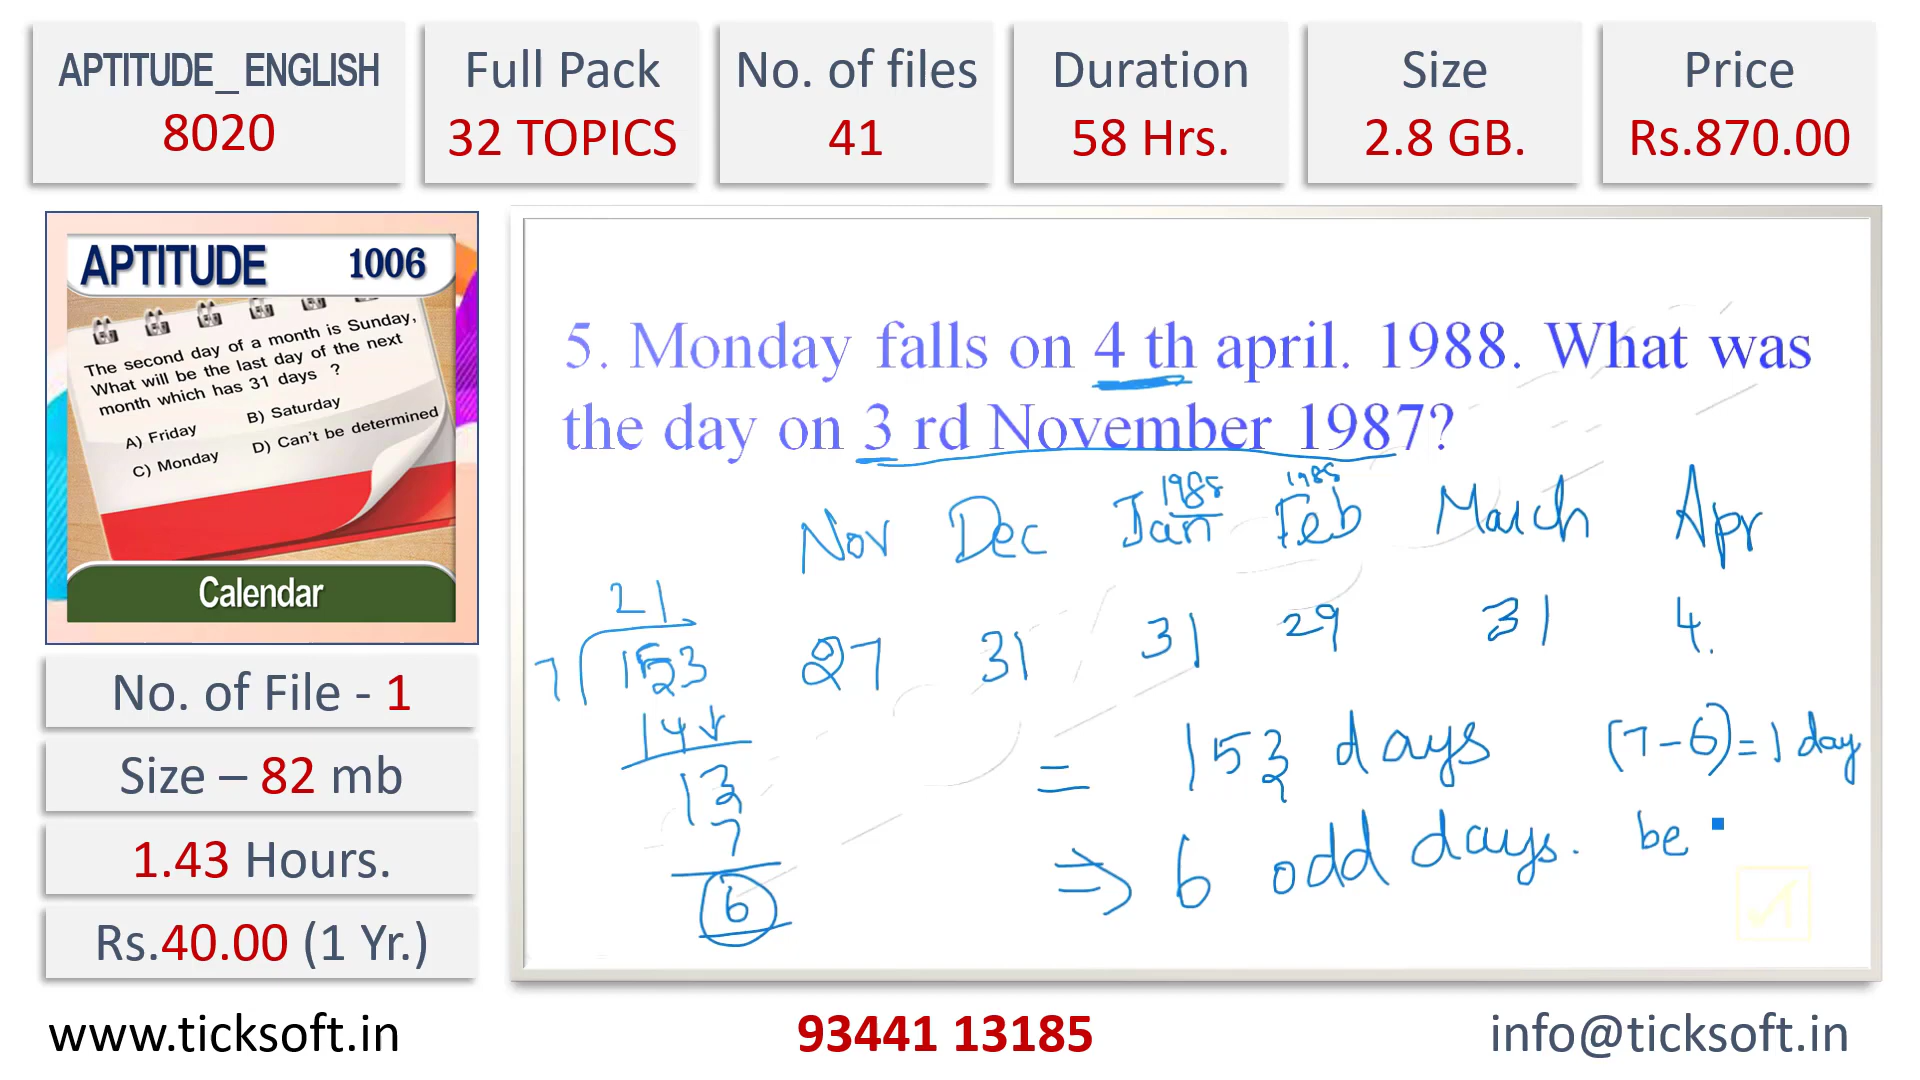 APTITUDE_ENGLISH
8020
Full Pack
32 TOPICS
No. of files
41
Duration
58 Hrs.
Size
2.8 GB.
Price
Rs.870.00
APTITUDE 1006
The second day of a month is Sunday,
What will be the last day of the next
month which has 31 days ?
A) Friday B) Saturday
C) Monday D) Can't be determined
Calendar
No. of File - 1
Size – 82 mb
1.43 Hours.
Rs.40.00 (1 Yr.)
5. Monday falls on 4 th april. 1988. What was
the day on 3 rd November 1987?
1988 1988
Nov Dec Jan Feb March Apr
27 31 31 29 31 4.
21
7 153
14
13
7
6
= 153 days (7-6)=1 day
⇒ 6 odd days. be
www.ticksoft.in
93441 13185
info@ticksoft.in